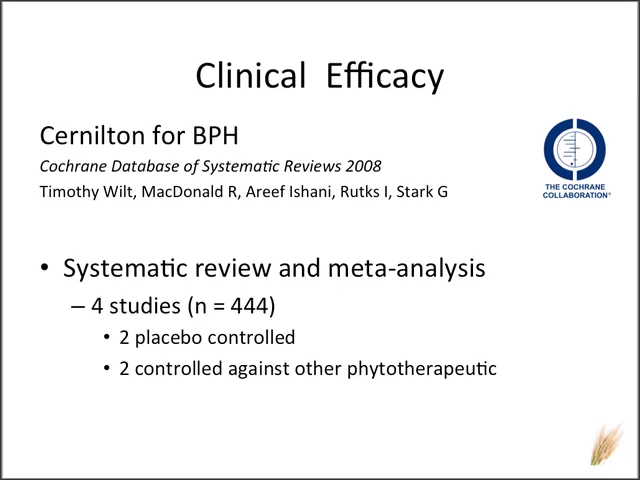 Clinical Efficacy
Cernilton for BPH
Cochrane Database of Systematic Reviews 2008
Timothy Wilt, MacDonald R, Areef Ishani, Rutks I, Stark G
THE COCHRANE
COLLABORATION®
• Systematic review and meta-analysis
– 4 studies (n = 444)
• 2 placebo controlled
• 2 controlled against other phytotherapeutic